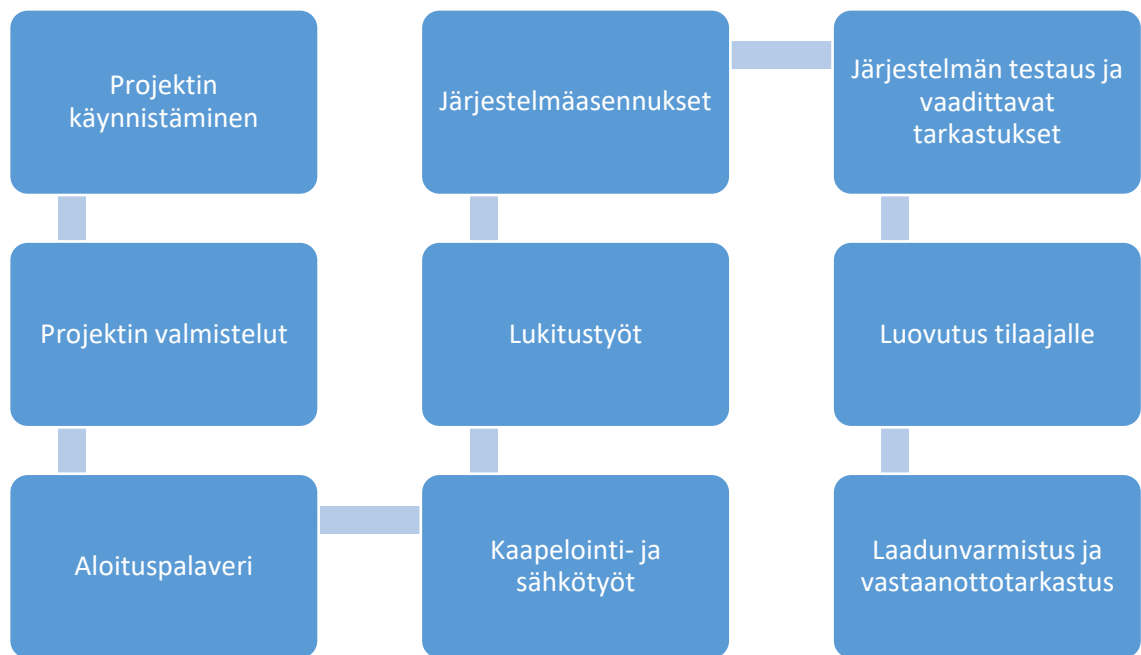 Projektin
käynnistäminen
Projektin valmistelut
Aloituspalaveri
Kaapelointi- ja
sähkötyöt
Lukitustyöt
Järjestelmäasennukset
Järjestelmän testaus ja
vaadittavat
tarkastukset
Luovutus tilaajalle
Laadunvarmistus ja
vastaanottotarkastus